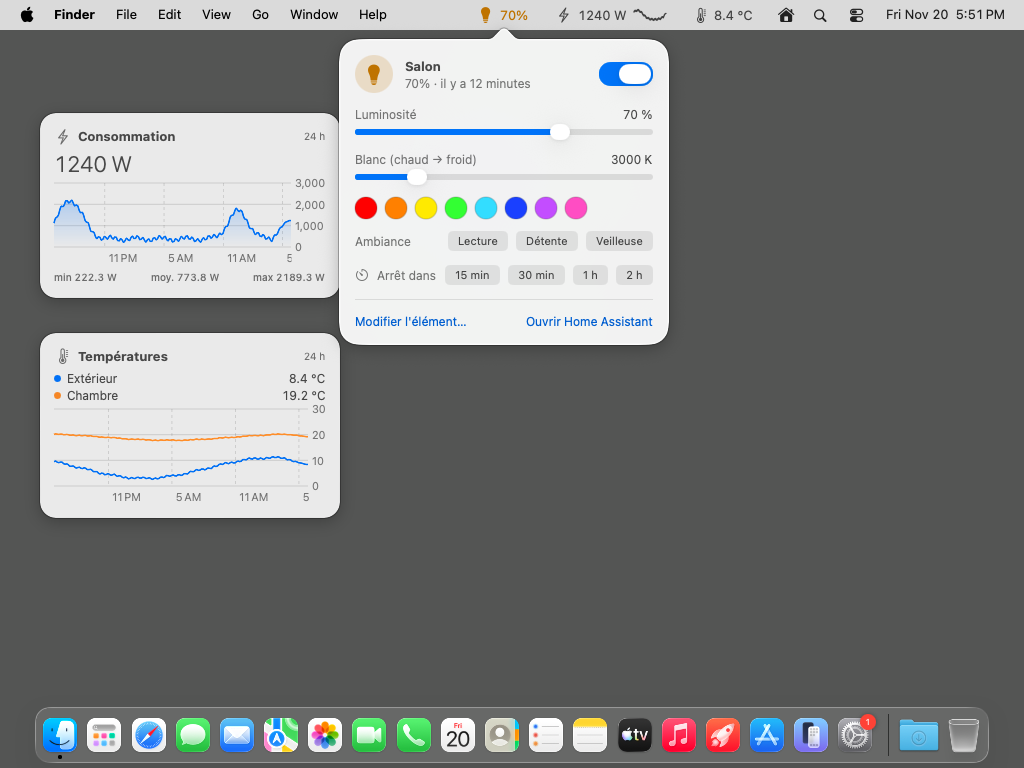 Finder File Edit View Go Window Help 70% 1240 W 8.4 °C Fri Nov 20 5:51 PM
Salon
70% · il y a 12 minutes
Luminosité 70 %
Blanc (chaud → froid) 3000 K
Ambiance Lecture Détente Veilleuse
Arrêt dans 15 min 30 min 1 h 2 h
Modifier l'élément... Ouvrir Home Assistant
Consommation 24 h
1240 W
3,000
2,000
1,000
0
11 PM 5 AM 11 AM 5
min 222.3 W moy. 773.8 W max 2189.3 W
Températures 24 h
Extérieur 8.4 °C
Chambre 19.2 °C
30
20
10
0
11 PM 5 AM 11 AM 5
Fri
20
tv
1